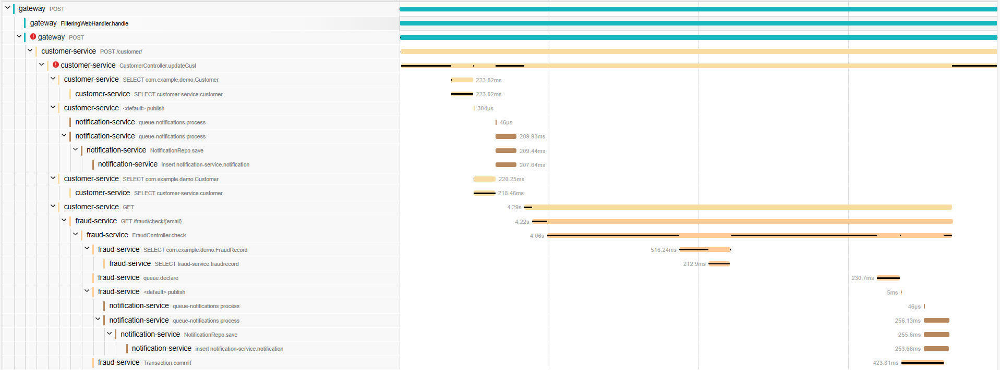 gateway POST
gateway FilteringWebHandler.handle
gateway POST
customer-service POST /customer/
customer-service CustomerController.updateCust
customer-service SELECT com.example.demo.Customer 223.82ms
customer-service SELECT customer-service.customer 223.02ms
customer-service <default> publish 304μs
notification-service queue-notifications process 46μs
notification-service queue-notifications process 209.93ms
notification-service NotificationRepo.save 209.44ms
notification-service insert notification-service.notification 207.64ms
customer-service SELECT com.example.demo.Customer 220.25ms
customer-service SELECT customer-service.customer 218.46ms
customer-service GET 4.29s
fraud-service GET /fraud/check/{email} 4.22s
fraud-service FraudController.check 4.06s
fraud-service SELECT com.example.demo.FraudRecord 516.24ms
fraud-service SELECT fraud-service.fraudrecord 212.9ms
fraud-service queue.declare 230.7ms
fraud-service <default> publish 5ms
notification-service queue-notifications process 46μs
notification-service queue-notifications process 256.13ms
notification-service NotificationRepo.save 255.6ms
notification-service insert notification-service.notification 253.66ms
fraud-service Transaction.commit 423.81ms